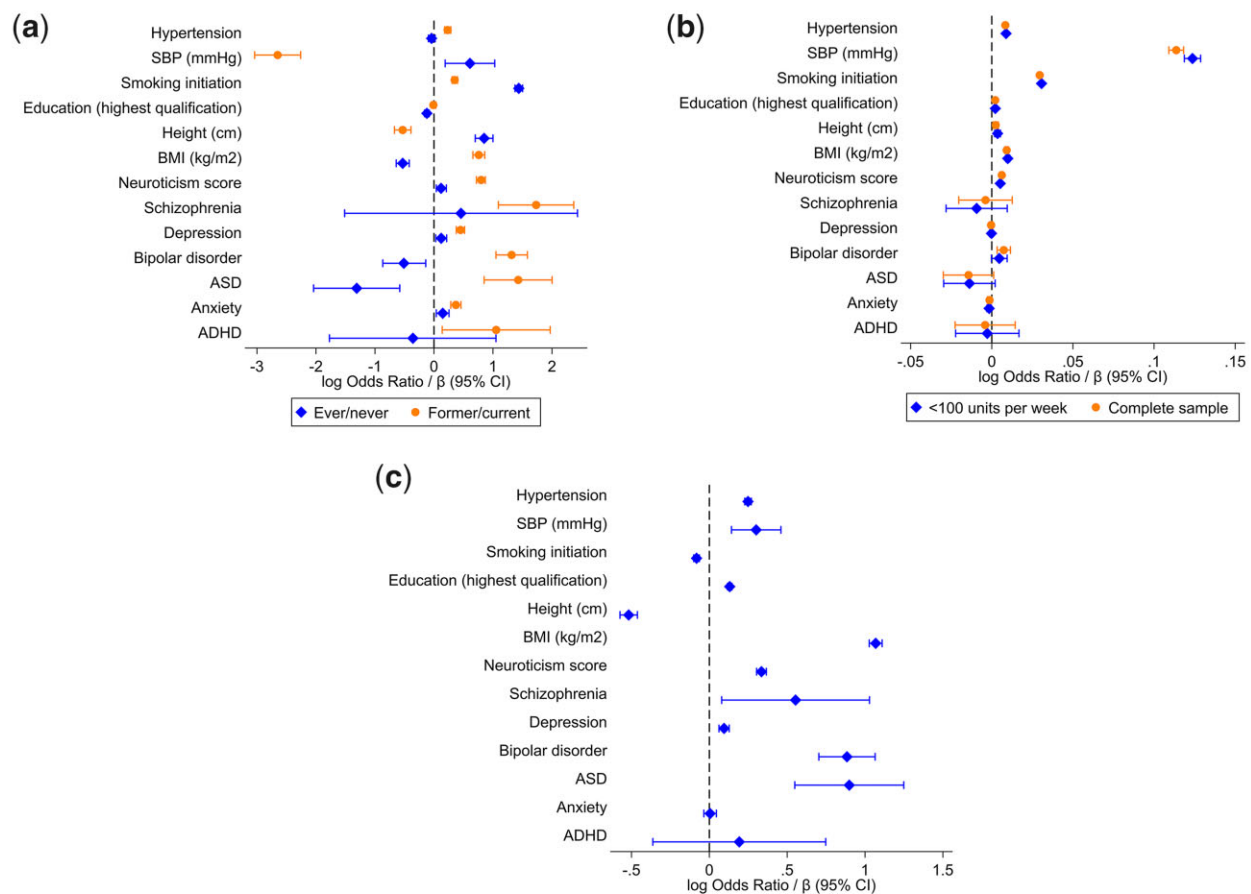 (a)
Hypertension
SBP (mmHg)
Smoking initiation
Education (highest qualification)
Height (cm)
BMI (kg/m2)
Neuroticism score
Schizophrenia
Depression
Bipolar disorder
ASD
Anxiety
ADHD
-3 -2 -1 0 1 2
log Odds Ratio / β (95% CI)
Ever/never Former/current
(b)
Hypertension
SBP (mmHg)
Smoking initiation
Education (highest qualification)
Height (cm)
BMI (kg/m2)
Neuroticism score
Schizophrenia
Depression
Bipolar disorder
ASD
Anxiety
ADHD
-.05 0 .05 .1 .15
log Odds Ratio / β (95% CI)
<100 units per week Complete sample
(c)
Hypertension
SBP (mmHg)
Smoking initiation
Education (highest qualification)
Height (cm)
BMI (kg/m2)
Neuroticism score
Schizophrenia
Depression
Bipolar disorder
ASD
Anxiety
ADHD
-.5 0 .5 1 1.5
log Odds Ratio / β (95% CI)